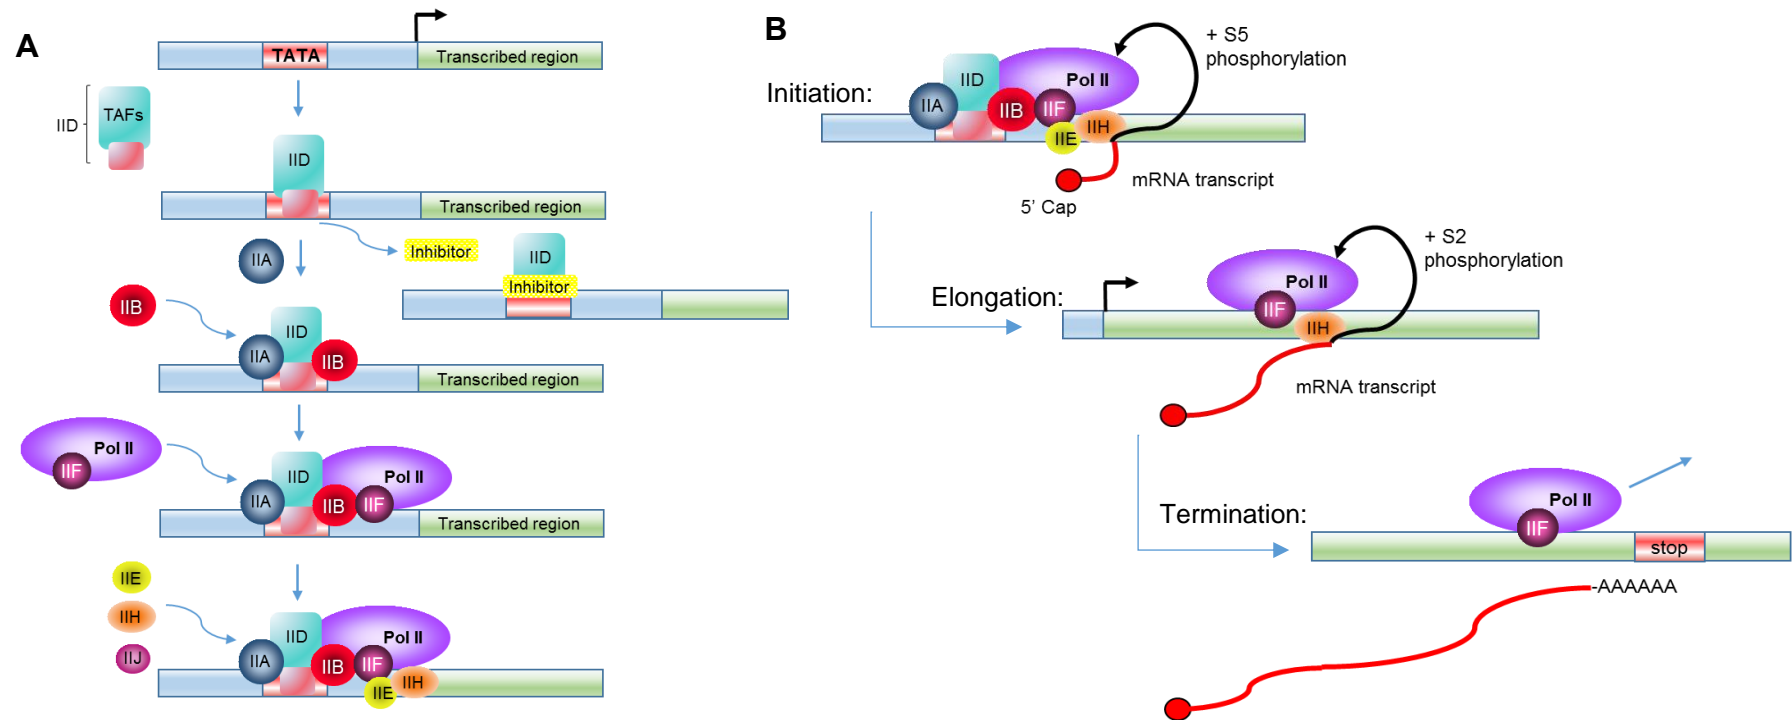 A
TATA
Transcribed region
IID
TAFs
IID
Transcribed region
IIA
Inhibitor
IID
Inhibitor
IIB
IID
IIA
IIB
Transcribed region
Pol II
IIF
IID
Pol II
IIA
IIB
IIF
Transcribed region
IIE
IIH
IIJ
IID
Pol II
IIA
IIB
IIF
IIE
IIH
B
+ S5
phosphorylation
Initiation:
IID
Pol II
IIA
IIB
IIF
IIE
IIH
mRNA transcript
5' Cap
+ S2
phosphorylation
Elongation:
Pol II
IIF
IIH
mRNA transcript
Termination:
Pol II
IIF
stop
-AAAAAA